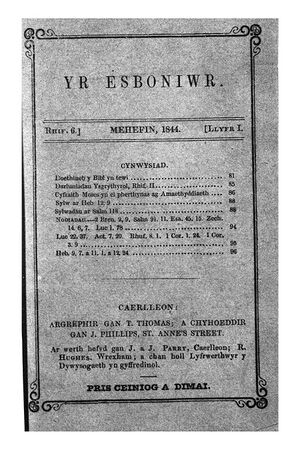 YR ESBONIWR.
RHIF. 6.] MEHEFIN, 1844. [LLYFR I.
CYNWYSIAD.
Doethineb y Bibl yn tewi .. .. .. 81
Darluniadau Ysgrythyrol, Rhif. II .. .. 85
Cyfraith Moses yn ei pherthynas ag Amaethyddiaeth .. 86
Sylw ar Heb. 12. 9 .. .. .. 88
Sylwadau ar Salm 118 .. .. .. 88
NODIADAU—2 Bren. 9, 9. Salm 91. 11. Esa. 45. 15. Zech.
14. 6, 7. Luc 1. 78 .. .. .. 94
Luc 22. 37. Act. 7. 20. Rhuf. 8. 1. 1 Cor. 1. 24. 1 Cor.
3. 9 .. .. .. 95
Heb. 9, 7. a 11. 1, a 12, 24 .. .. .. 96
CAERLLEON:
ARGREPHIR GAN T. THOMAS; A CHYHOEDDIR
GAN J. PHILLIPS, ST. ANNE'S STREET.
Ar werth hefyd gan J. a J. PARRY, Caerlleon; R.
HUGHES, Wrexham; a chan holl Lyfrwerthwyr y
Dywysogaeth yn gyffredinol.
PRIS CEINIOG A DIMAI.